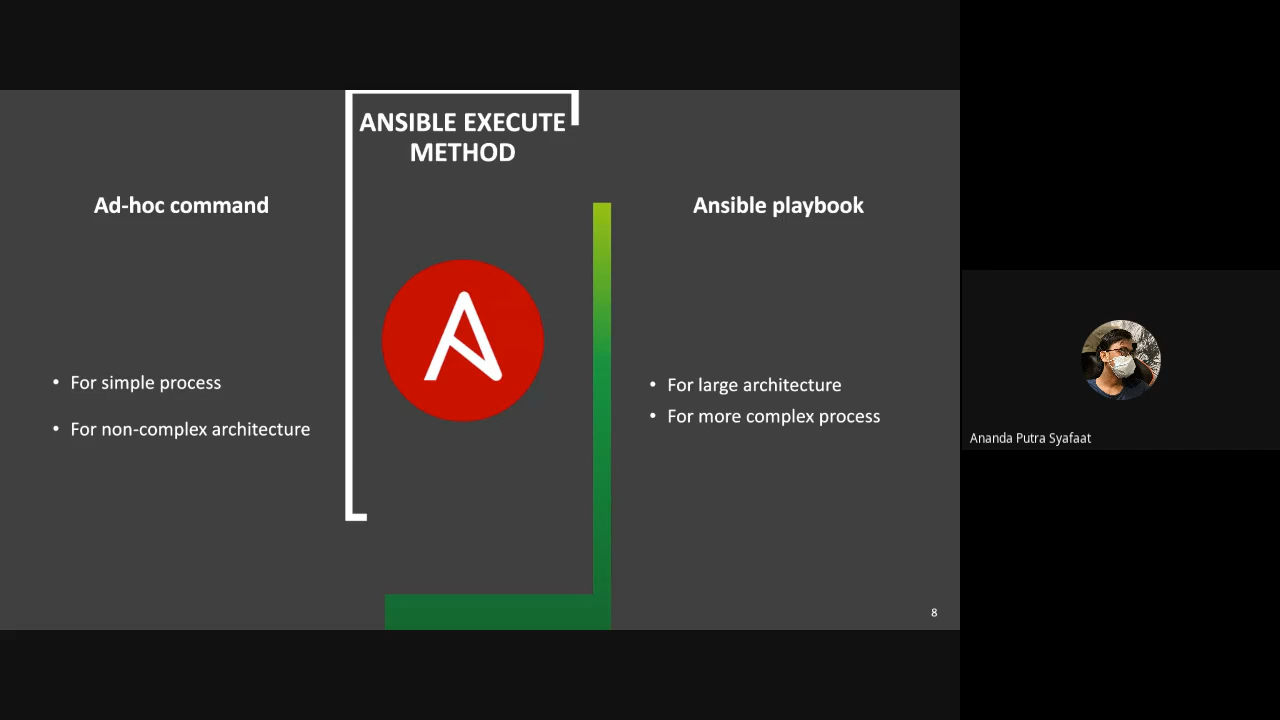 ANSIBLE EXECUTE
METHOD
Ad-hoc command
• For simple process
• For non-complex architecture
Ansible playbook
• For large architecture
• For more complex process
8
Ananda Putra Syafaat